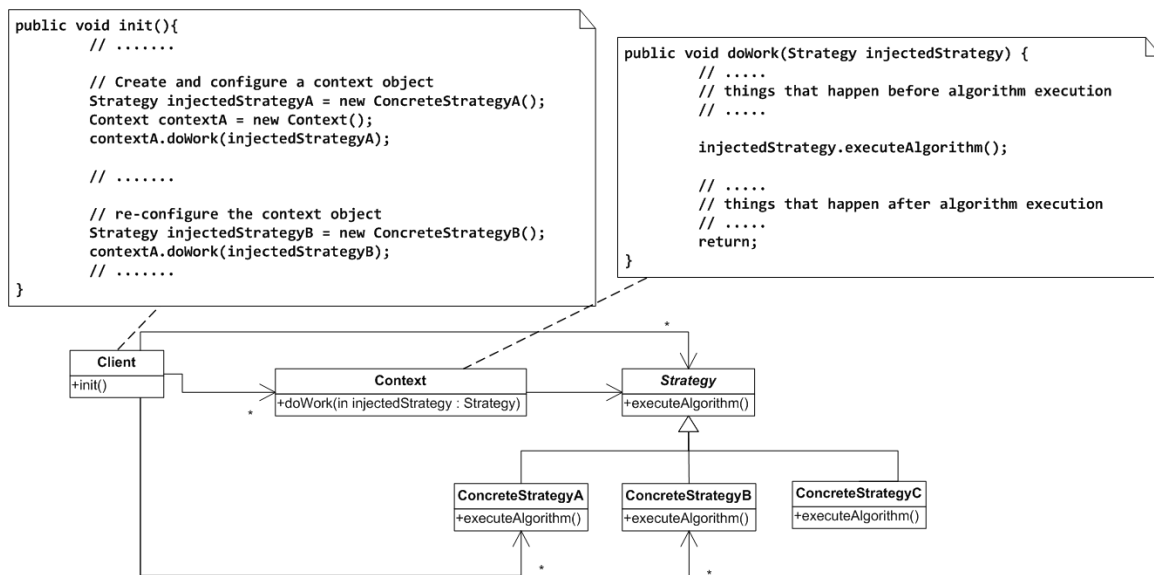 public void init(){
// .......
// Create and configure a context object
Strategy injectedStrategyA = new ConcreteStrategyA();
Context contextA = new Context();
contextA.doWork(injectedStrategyA);
// .......
// re-configure the context object
Strategy injectedStrategyB = new ConcreteStrategyB();
contextA.doWork(injectedStrategyB);
// .......
}
public void doWork(Strategy injectedStrategy) {
// .....
// things that happen before algorithm execution
// .....
injectedStrategy.executeAlgorithm();
// .....
// things that happen after algorithm execution
// .....
return;
}
*
Client
+init()
*
Context
+doWork(in injectedStrategy : Strategy)
Strategy
+executeAlgorithm()
ConcreteStrategyA
+executeAlgorithm()
ConcreteStrategyB
+executeAlgorithm()
ConcreteStrategyC
+executeAlgorithm()
*
*